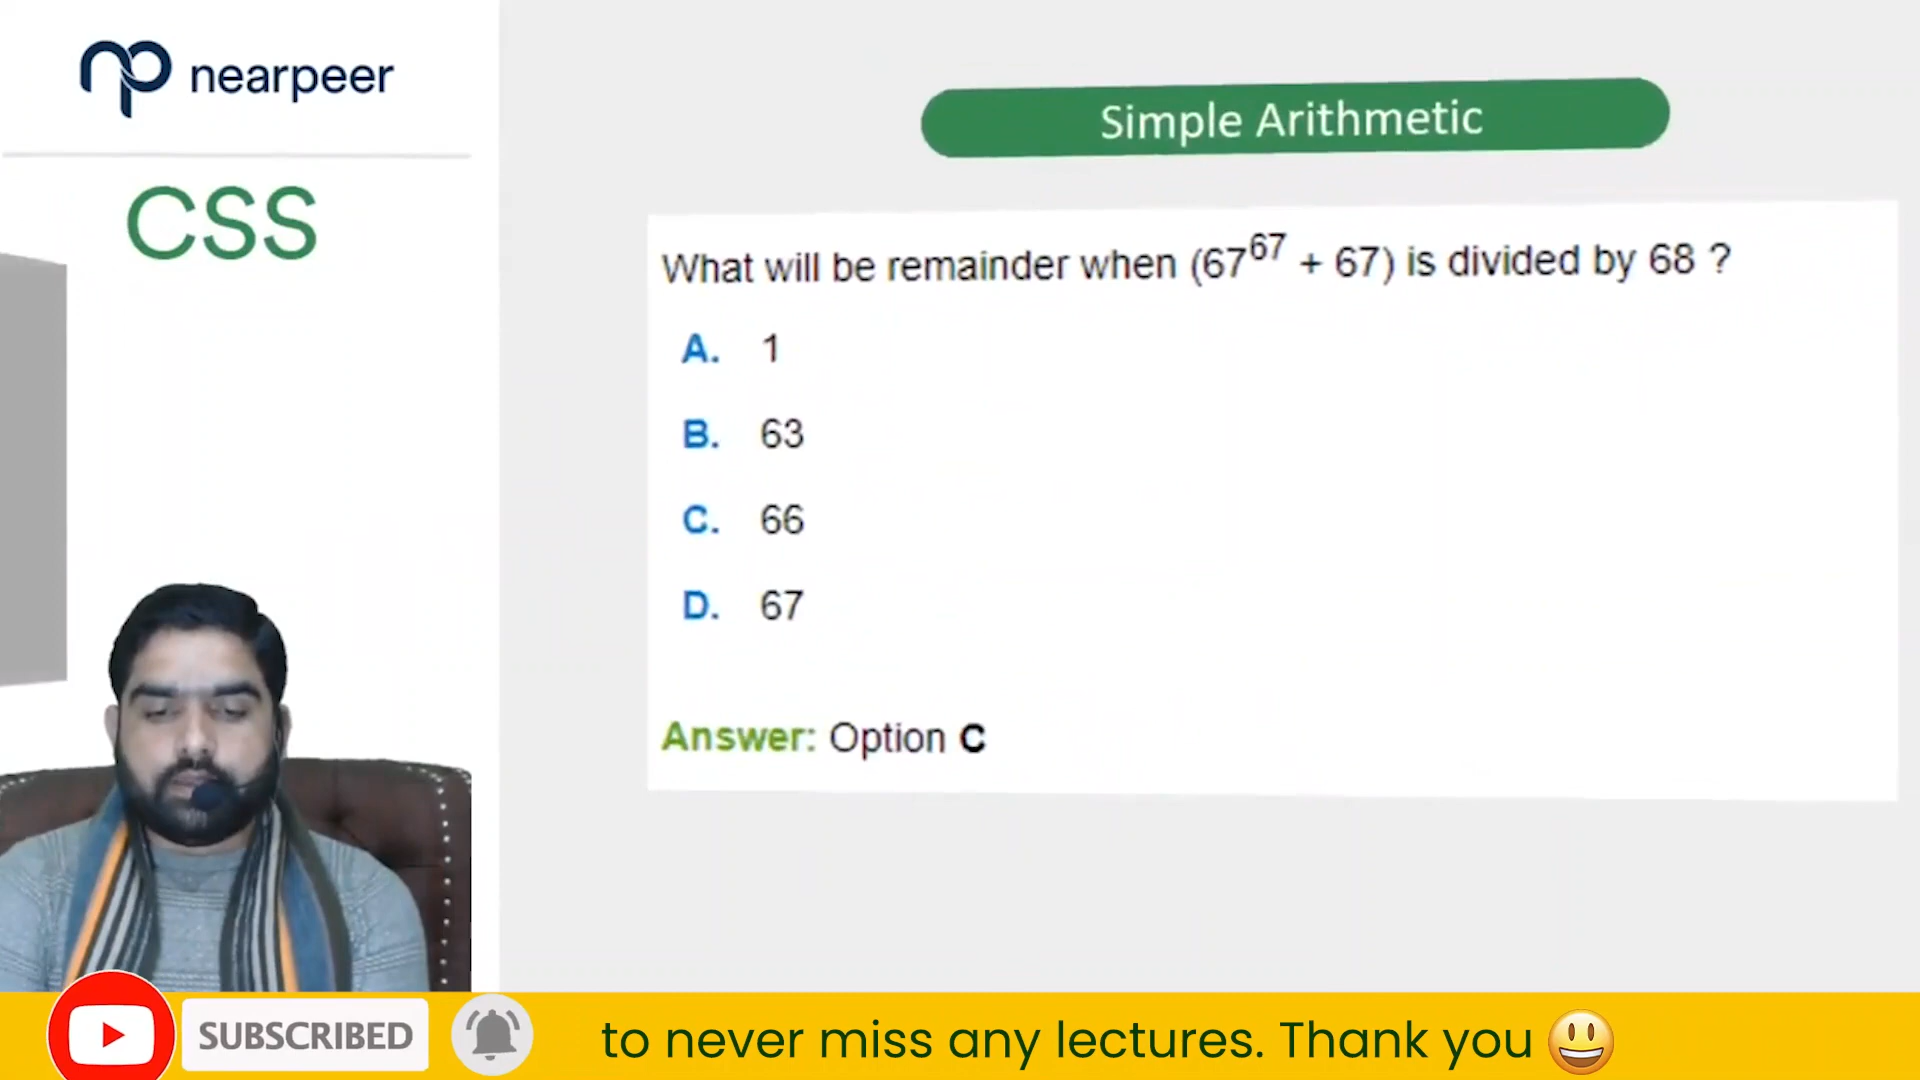 nearpeer
CSS
Simple Arithmetic
What will be remainder when (67⁶⁷ + 67) is divided by 68 ?
A. 1
B. 63
C. 66
D. 67
Answer: Option C
SUBSCRIBED
to never miss any lectures. Thank you 😃